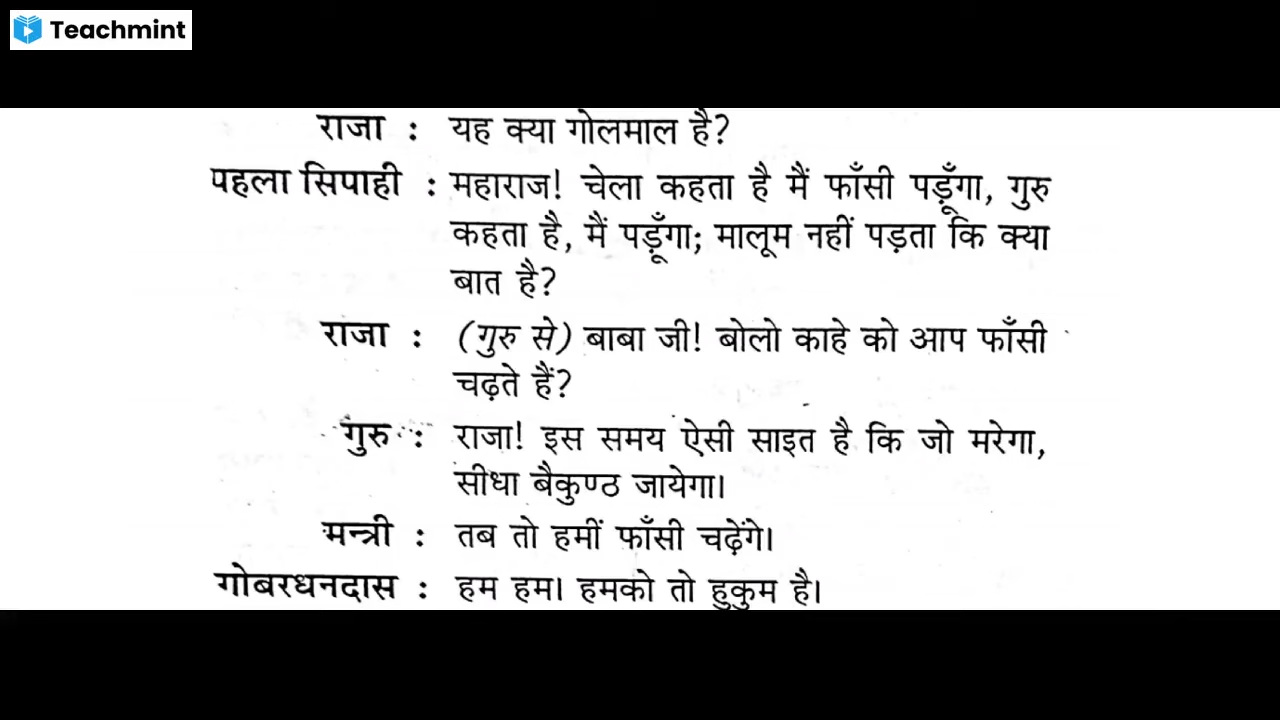 Teachmint
राजा : यह क्या गोलमाल है?
पहला सिपाही : महाराज! चेला कहता है मैं फाँसी पड़ूँगा, गुरु
कहता है, मैं पड़ूँगा; मालूम नहीं पड़ता कि क्या
बात है?
राजा : (गुरु से) बाबा जी! बोलो काहे को आप फाँसी
चढ़ते हैं?
गुरु : राजा! इस समय ऐसी साइत है कि जो मरेगा,
सीधा बैकुण्ठ जायेगा।
मन्त्री : तब तो हमीं फाँसी चढ़ेंगे।
गोबरधनदास : हम हम। हमको तो हुकुम है।